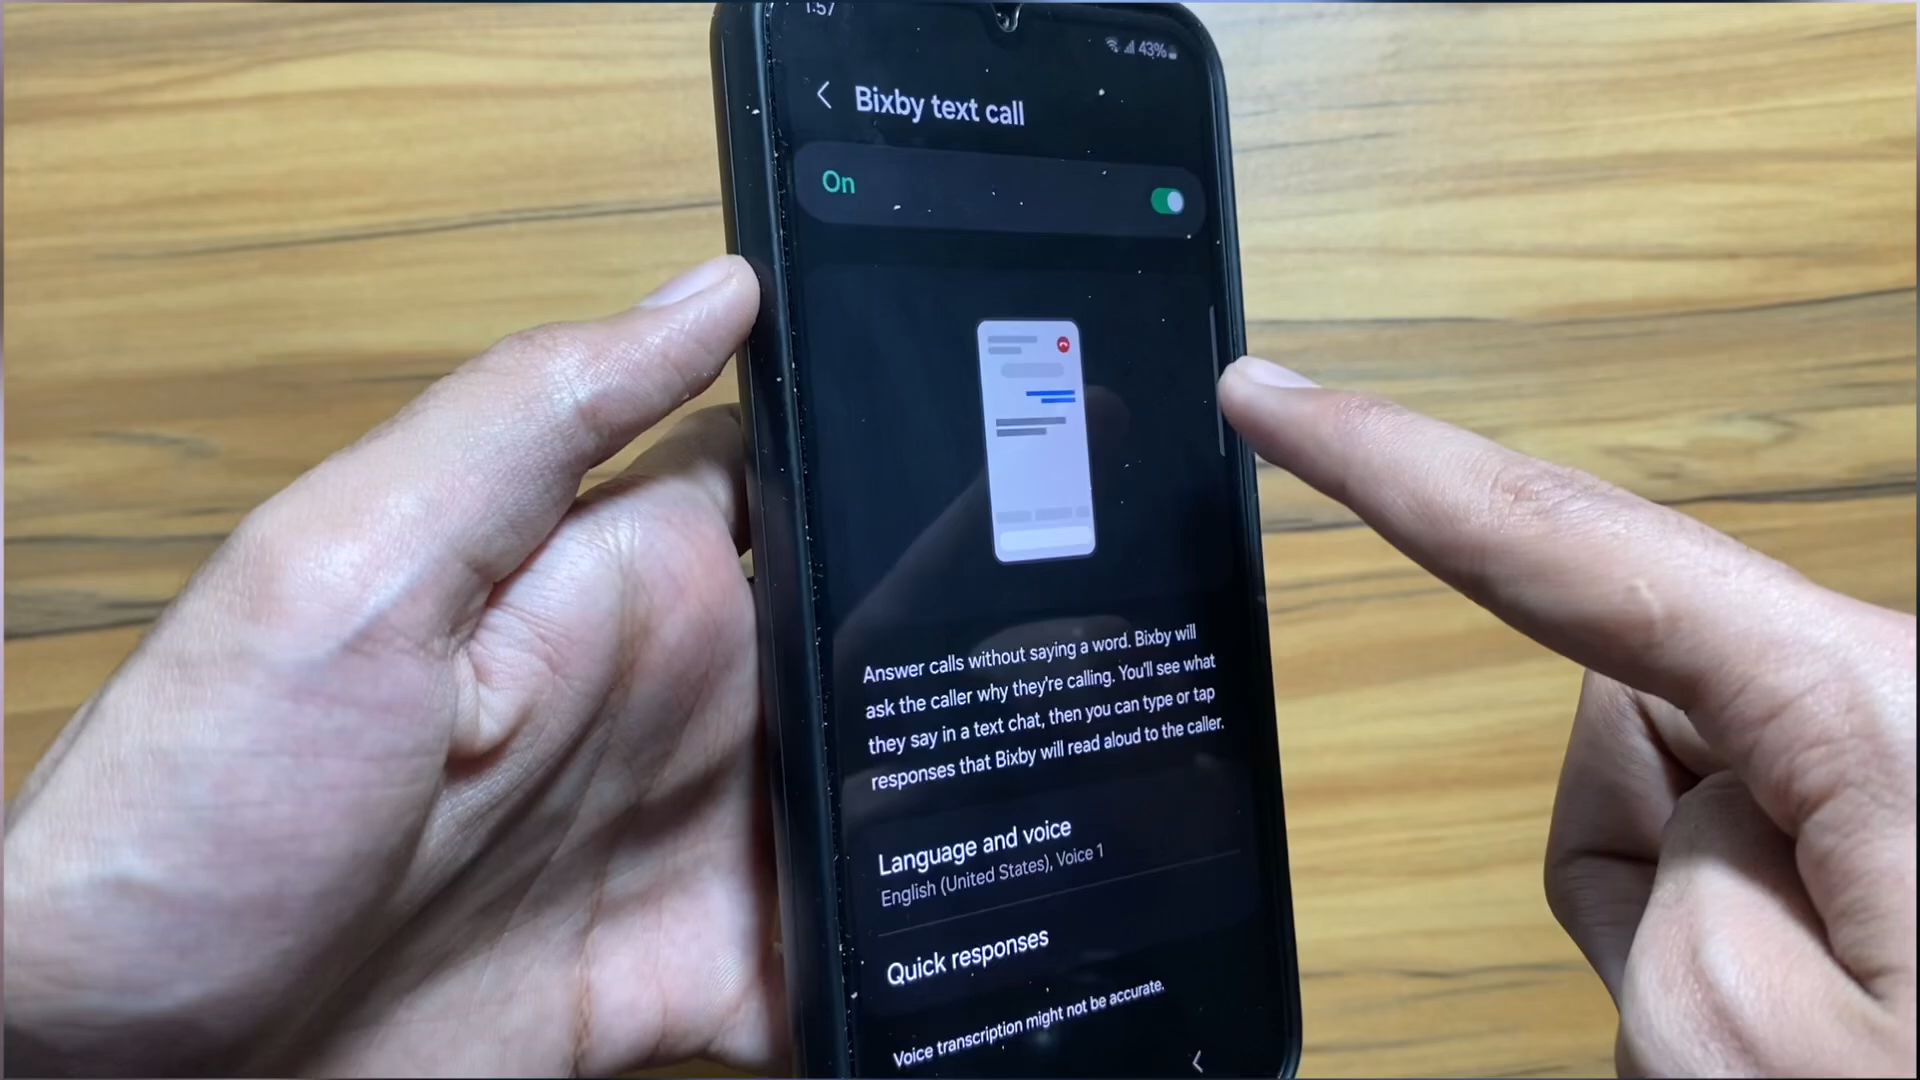 1:57
43%
Bixby text call
On
Answer calls without saying a word. Bixby will
ask the caller why they're calling. You'll see what
they say in a text chat, then you can type or tap
responses that Bixby will read aloud to the caller.
Language and voice
English (United States), Voice 1
Quick responses
Voice transcription might not be accurate.